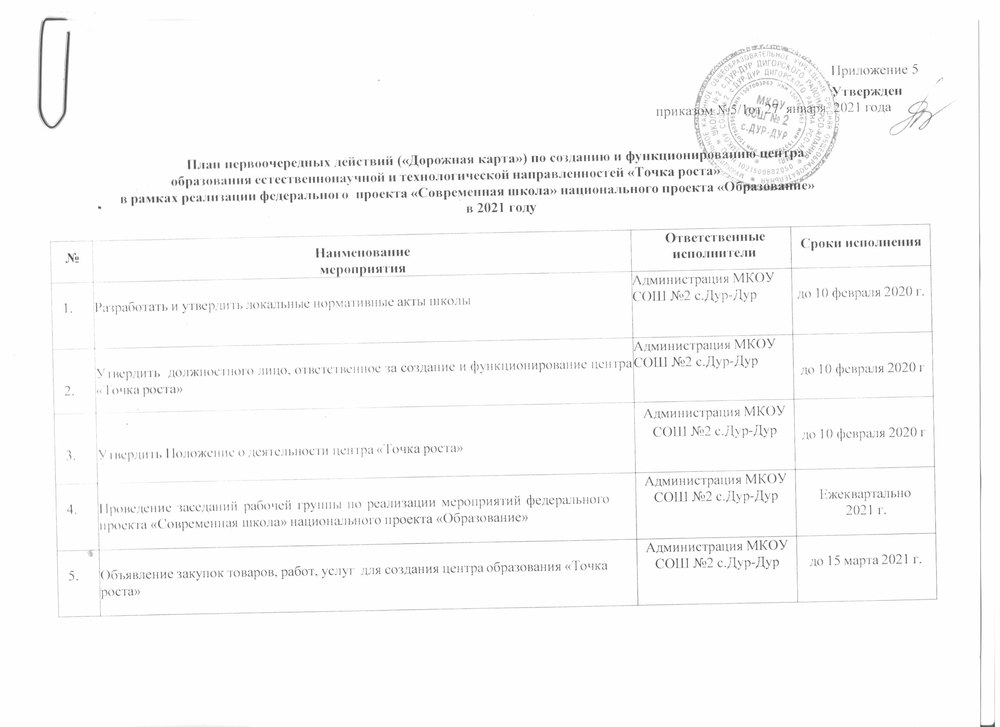 Приложение 5
Утвержден
приказом №5/1от 27 января 2021 года
МКОУ
СОШ № 2
с.ДУР-ДУР
План первоочередных действий («Дорожная карта») по созданию и функционированию центра
образования естественнонаучной и технологической направленностей «Точка роста»
в рамках реализации федерального проекта «Современная школа» национального проекта «Образование»
в 2021 году
№
Наименование
мероприятия
Ответственные
исполнители
Сроки исполнения
1.
Разработать и утвердить локальные нормативные акты школы
Администрация МКОУ
СОШ №2 с.Дур-Дур
до 10 февраля 2020 г.
2.
Утвердить должностного лицо, ответственное за создание и функционирование центра
«Точка роста»
Администрация МКОУ
СОШ №2 с.Дур-Дур
до 10 февраля 2020 г
3.
Утвердить Положение о деятельности центра «Точка роста»
Администрация МКОУ
СОШ №2 с.Дур-Дур
до 10 февраля 2020 г
4.
Проведение заседаний рабочей группы по реализации мероприятий федерального
проекта «Современная школа» национального проекта «Образование»
Администрация МКОУ
СОШ №2 с.Дур-Дур
Ежеквартально
2021 г.
5.
Объявление закупок товаров, работ, услуг для создания центра образования «Точка
роста»
Администрация МКОУ
СОШ №2 с.Дур-Дур
до 15 марта 2021 г.